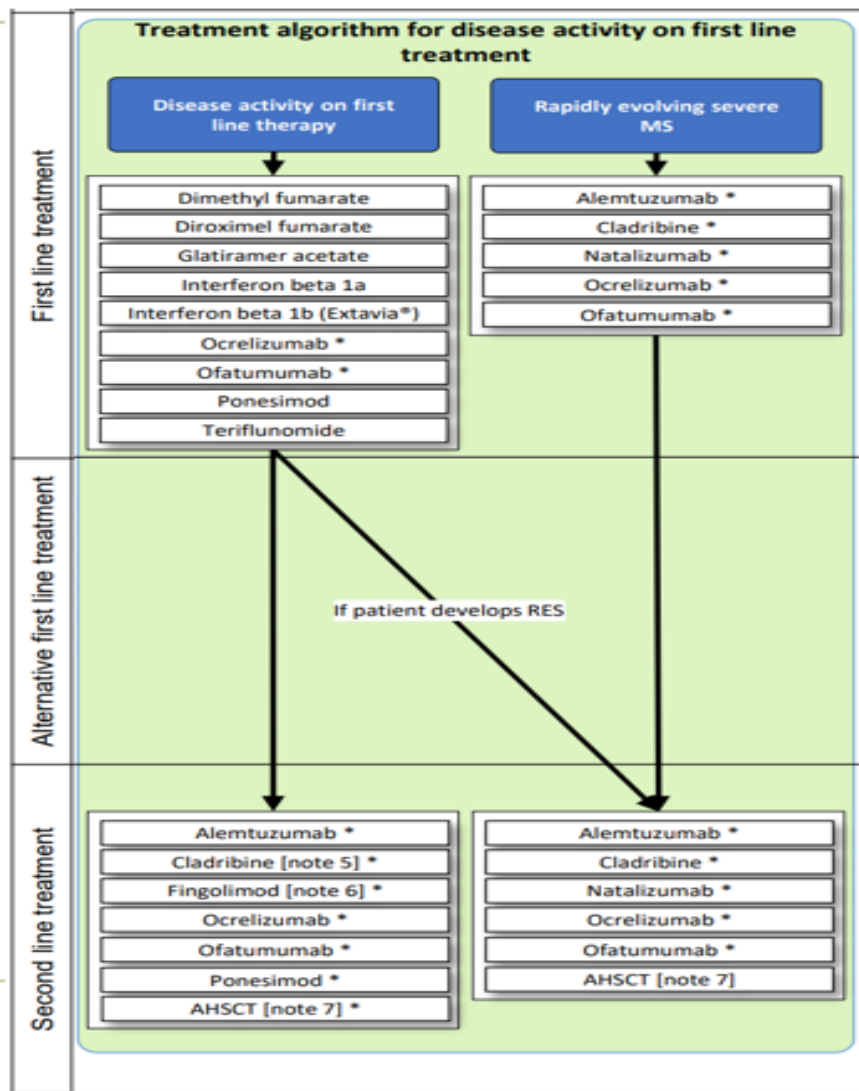 Treatment algorithm for disease activity on first line
treatment
First line treatment
Disease activity on first
line therapy
Dimethyl fumarate
Diroximel fumarate
Glatiramer acetate
Interferon beta 1a
Interferon beta 1b (Extavia®)
Ocrelizumab *
Ofatumumab *
Ponesimod
Teriflunomide
Rapidly evolving severe
MS
Alemtuzumab *
Cladribine *
Natalizumab *
Ocrelizumab *
Ofatumumab *
Alternative first line treatment
If patient develops RES
Second line treatment
Alemtuzumab *
Cladribine [note 5] *
Fingolimod [note 6] *
Ocrelizumab *
Ofatumumab *
Ponesimod *
AHSCT [note 7] *
Alemtuzumab *
Cladribine *
Natalizumab *
Ocrelizumab *
Ofatumumab *
AHSCT [note 7]